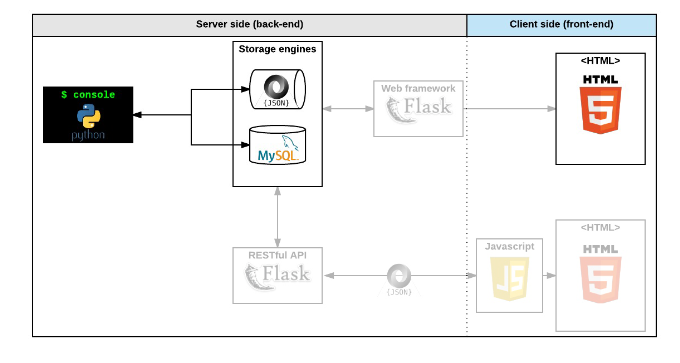 Server side (back-end)
Client side (front-end)
Storage engines
<HTML>
HTML
5
{JSON}
$ console
python
Web framework
Flask
MySQL
<HTML>
HTML
5
RESTful API
Flask
{JSON}
Javascript
JS